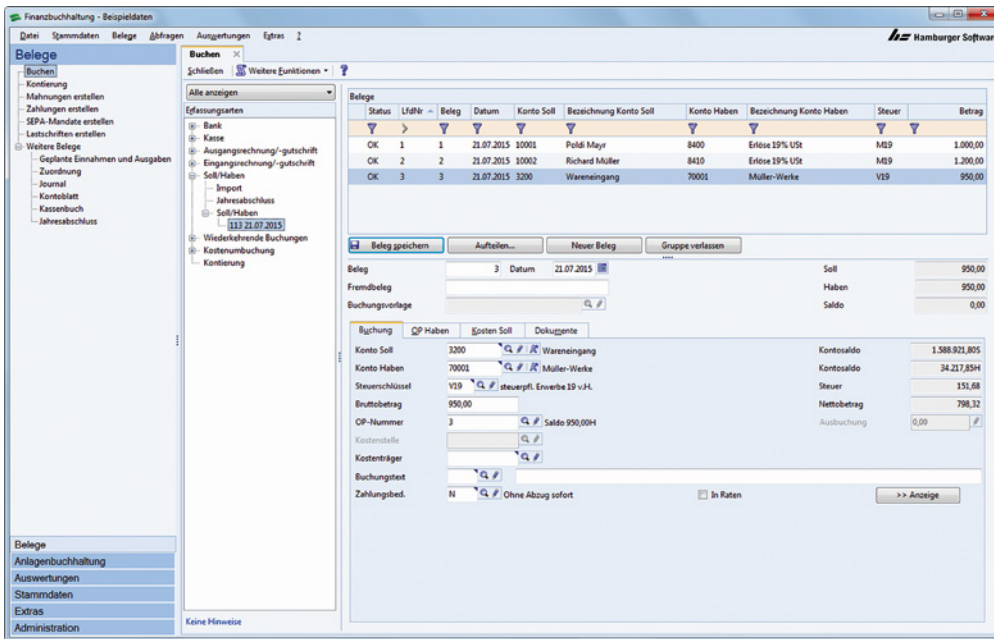 Finanzbuchhaltung - Beispieldaten
Datei Stammdaten Belege Abfragen Auswertungen Extras ?
Hamburger Software
Belege
Buchen
Kontierung
Mahnungen erstellen
Zahlungen erstellen
SEPA-Mandate erstellen
Lastschriften erstellen
Weitere Belege
Geplante Einnahmen und Ausgaben
Zuordnung
Journal
Kontoblatt
Kassenbuch
Jahresabschluss
Belege
Anlagenbuchhaltung
Auswertungen
Stammdaten
Extras
Administration
Buchen
Schließen Weitere Funktionen ?
Alle anzeigen
Erfassungsarten
Bank
Kasse
Ausgangsrechnung/-gutschrift
Eingangsrechnung/-gutschrift
Soll/Haben
Import
Jahresabschluss
Soll/Haben
113 21.07.2015
Wiederkehrende Buchungen
Kostenumbuchung
Kontierung
Keine Hinweise
Belege
Status LfdNr Beleg Datum Konto Soll Bezeichnung Konto Soll Konto Haben Bezeichnung Konto Haben Steuer Betrag
OK 1 1 21.07.2015 10001 Poldi Mayr 8400 Erlöse 19% USt M19 1.000,00
OK 2 2 21.07.2015 10002 Richard Müller 8410 Erlöse 19% USt M19 1.200,00
OK 3 3 21.07.2015 3200 Wareneingang 70001 Müller-Werke V19 950,00
Beleg speichern Aufteilen... Neuer Beleg Gruppe verlassen
Beleg 3 Datum 21.07.2015 Soll 950,00
Fremdbeleg Haben 950,00
Buchungsvorlage Saldo 0,00
Buchung OP Haben Kosten Soll Dokumente
Konto Soll 3200 Wareneingang Kontosaldo 1.588.921,80S
Konto Haben 70001 Müller-Werke Kontosaldo 34.217,85H
Steuerschlüssel V19 steuerpfl. Erwerbe 19 v.H. Steuer 151,68
Bruttobetrag 950,00 Nettobetrag 798,32
OP-Nummer 3 Saldo 950,00H Ausbuchung 0,00
Kostenstelle
Kostenträger
Buchungstext
Zahlungsbed. N Ohne Abzug sofort In Raten >> Anzeige